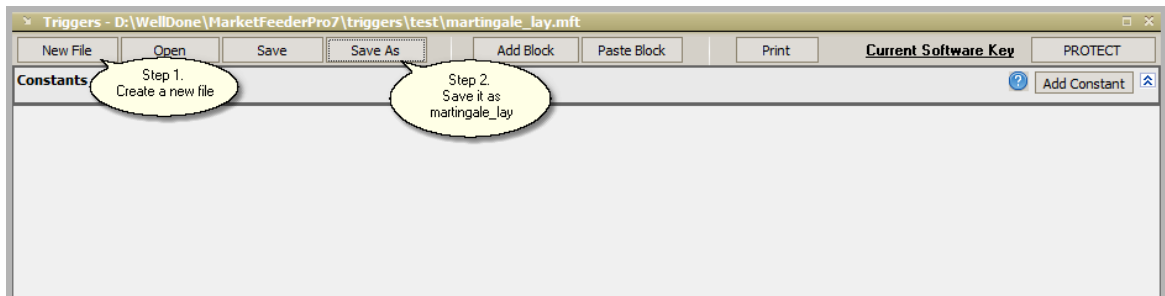 Triggers - D:\WellDone\MarketFeederPro7\triggers\test\martingale_lay.mft
New File Open Save Save As Add Block Paste Block Print Current Software Key PROTECT
Constants ? Add Constant
Step 1.
Create a new file
Step 2.
Save it as
martingale_lay